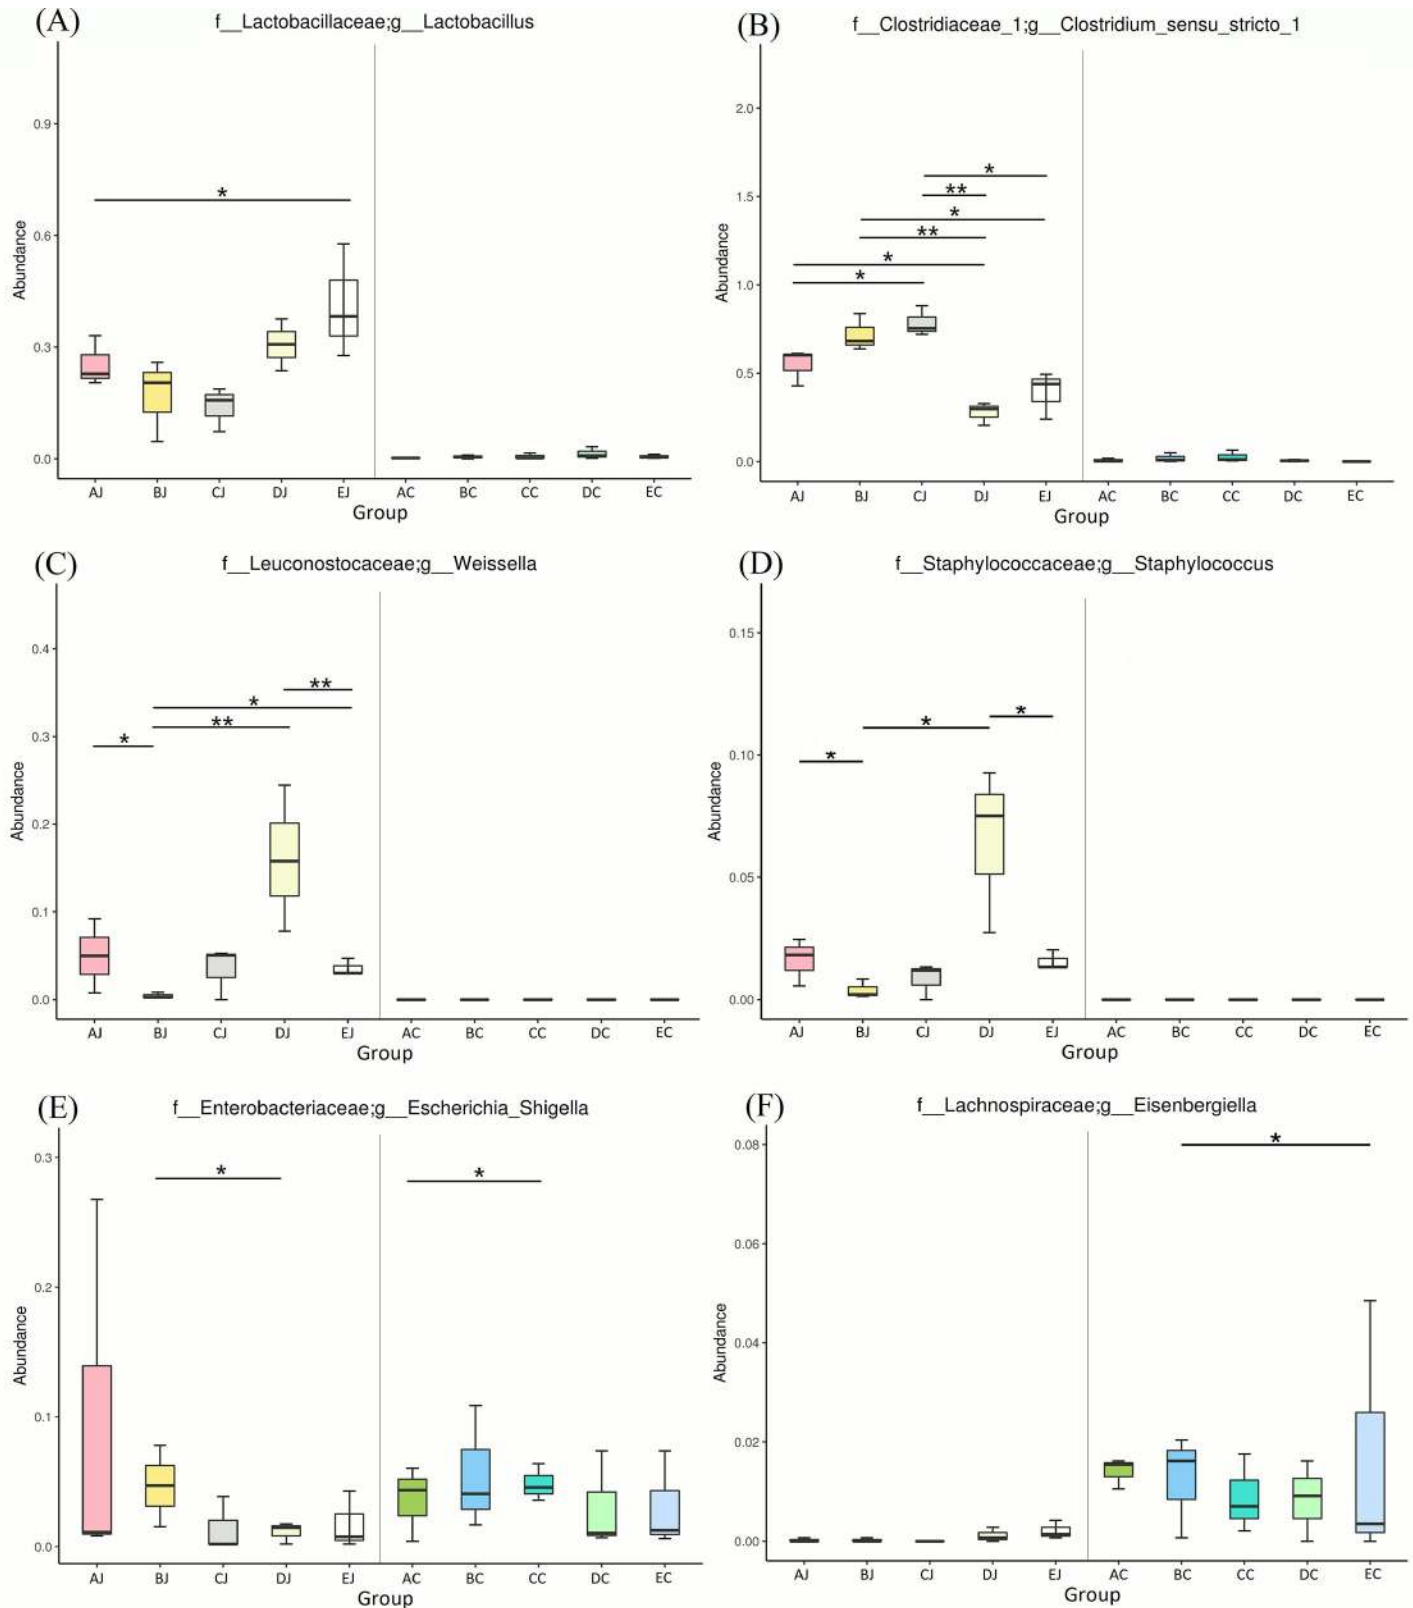 (A)
f__Lactobacillaceae;g__Lactobacillus
0.9
0.6
0.3
0.0
Abundance
*
AJ BJ CJ DJ EJ AC BC CC DC EC
Group
(B)
f__Clostridiaceae_1;g__Clostridium_sensu_stricto_1
2.0
1.5
1.0
0.5
0.0
Abundance
*
**
*
**
*
*
AJ BJ CJ DJ EJ AC BC CC DC EC
Group
(C)
f__Leuconostocaceae;g__Weissella
0.4
0.3
0.2
0.1
0.0
Abundance
**
*
**
*
AJ BJ CJ DJ EJ AC BC CC DC EC
Group
(D)
f__Staphylococcaceae;g__Staphylococcus
0.15
0.10
0.05
0.00
Abundance
*
*
*
AJ BJ CJ DJ EJ AC BC CC DC EC
Group
(E)
f__Enterobacteriaceae;g__Escherichia_Shigella
0.3
0.2
0.1
0.0
Abundance
* *
AJ BJ CJ DJ EJ AC BC CC DC EC
Group
(F)
f__Lachnospiraceae;g__Eisenbergiella
0.08
0.06
0.04
0.02
0.00
Abundance
*
AJ BJ CJ DJ EJ AC BC CC DC EC
Group